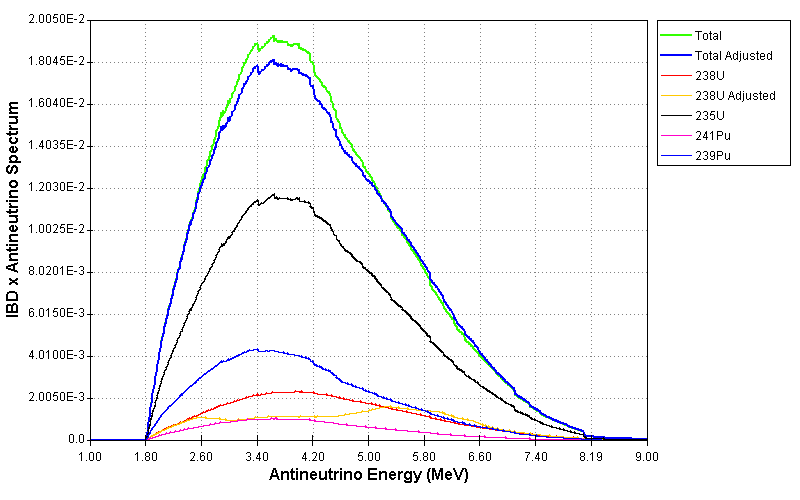 2.0050E-2
1.8045E-2
1.6040E-2
1.4035E-2
1.2030E-2
1.0025E-2
8.0201E-3
6.0150E-3
4.0100E-3
2.0050E-3
0.0
IBD x Antineutrino Spectrum
1.00 1.80 2.60 3.40 4.20 5.00 5.80 6.60 7.40 8.19 9.00
Antineutrino Energy (MeV)
Total
Total Adjusted
238U
238U Adjusted
235U
241Pu
239Pu